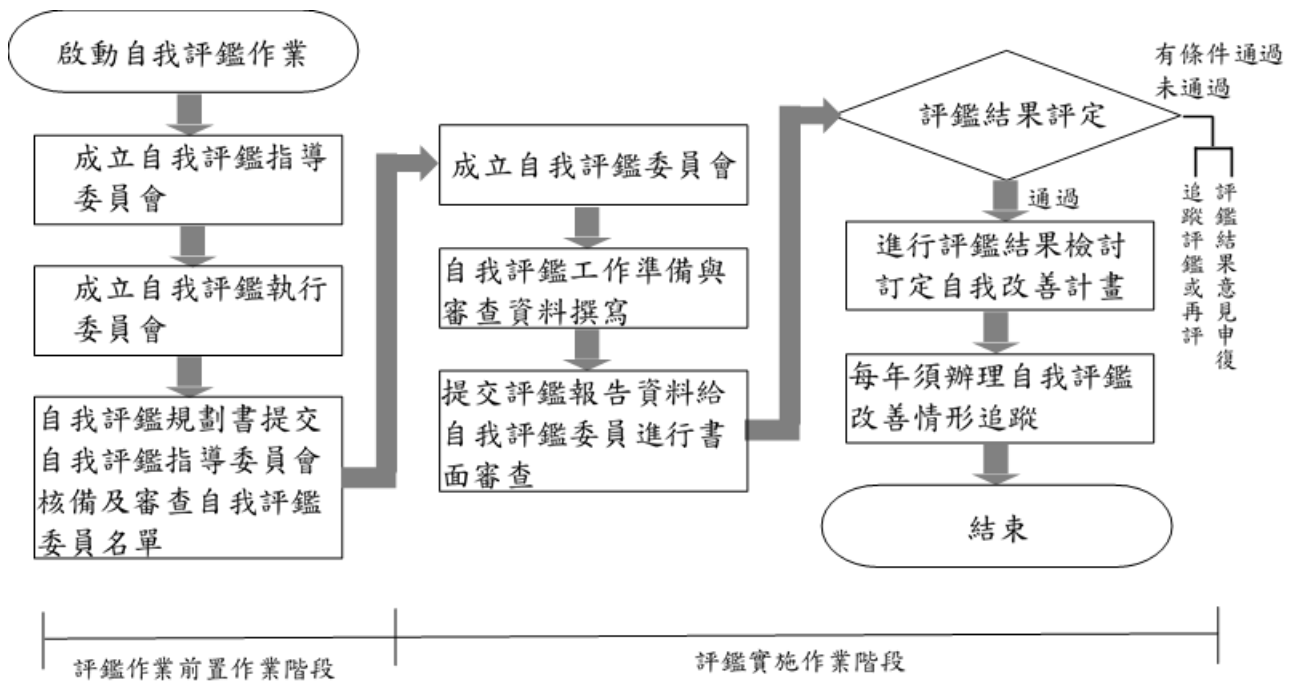 啟動自我評鑑作業
成立自我評鑑指導
委員會
成立自我評鑑執行
委員會
自我評鑑規劃書提交
自我評鑑指導委員會
核備及審查自我評鑑
委員名單
成立自我評鑑委員會
自我評鑑工作準備與
審查資料撰寫
提交評鑑報告資料給
自我評鑑委員進行書
面審查
評鑑結果評定
有條件通過
未通過
評鑑結果意見申復
追蹤評鑑或再評
通過
進行評鑑結果檢討
訂定自我改善計畫
每年須辦理自我評鑑
改善情形追蹤
結束
評鑑作業前置作業階段
評鑑實施作業階段